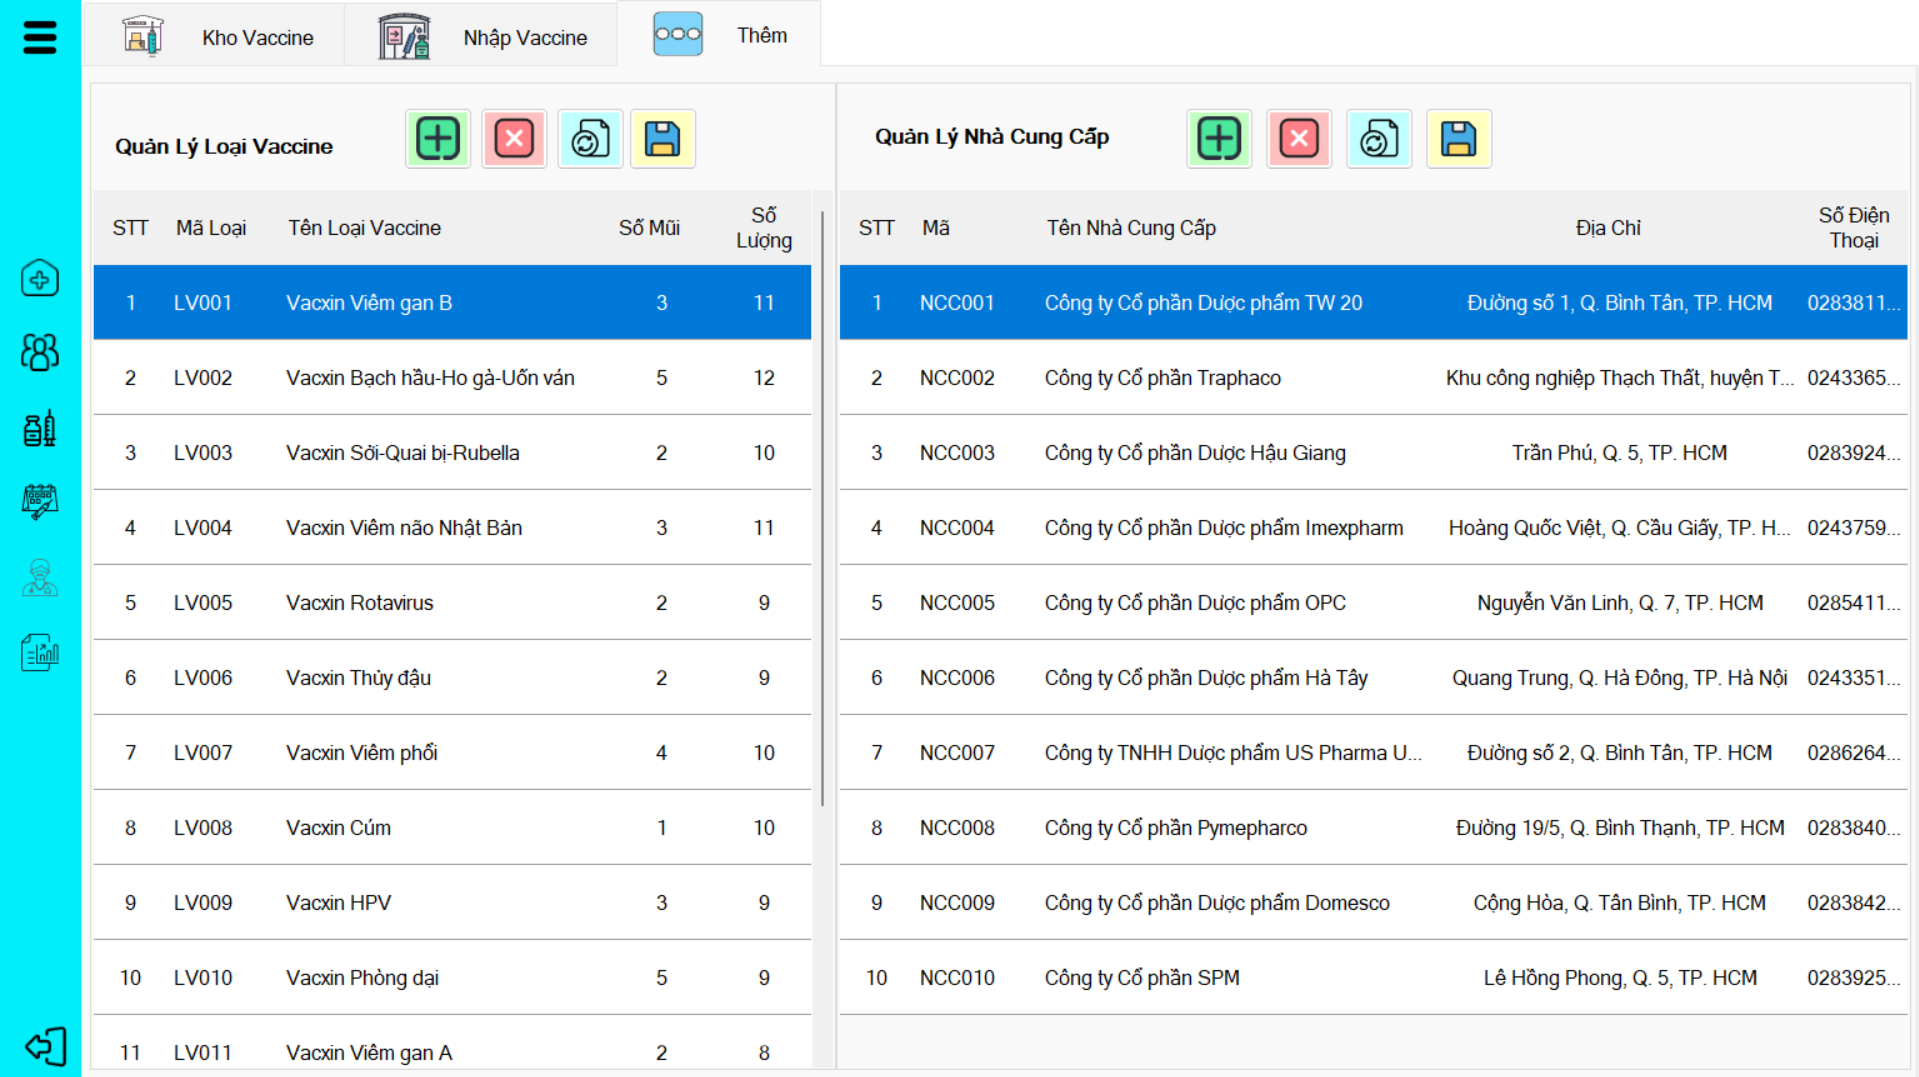 Kho Vaccine
Nhập Vaccine
Thêm
Quản Lý Loại Vaccine
STT Mã Loại Tên Loại Vaccine Số Mũi Số Lượng
1 LV001 Vacxin Viêm gan B 3 11
2 LV002 Vacxin Bạch hầu-Ho gà-Uốn ván 5 12
3 LV003 Vacxin Sởi-Quai bị-Rubella 2 10
4 LV004 Vacxin Viêm não Nhật Bản 3 11
5 LV005 Vacxin Rotavirus 2 9
6 LV006 Vacxin Thủy đậu 2 9
7 LV007 Vacxin Viêm phổi 4 10
8 LV008 Vacxin Cúm 1 10
9 LV009 Vacxin HPV 3 9
10 LV010 Vacxin Phòng dại 5 9
11 LV011 Vacxin Viêm gan A 2 8
Quản Lý Nhà Cung Cấp
STT Mã Tên Nhà Cung Cấp Địa Chỉ Số Điện Thoại
1 NCC001 Công ty Cổ phần Dược phẩm TW 20 Đường số 1, Q. Bình Tân, TP. HCM 0283811...
2 NCC002 Công ty Cổ phần Traphaco Khu công nghiệp Thạch Thất, huyện T... 0243365...
3 NCC003 Công ty Cổ phần Dược Hậu Giang Trần Phú, Q. 5, TP. HCM 0283924...
4 NCC004 Công ty Cổ phần Dược phẩm Imexpharm Hoàng Quốc Việt, Q. Cầu Giấy, TP. H... 0243759...
5 NCC005 Công ty Cổ phần Dược phẩm OPC Nguyễn Văn Linh, Q. 7, TP. HCM 0285411...
6 NCC006 Công ty Cổ phần Dược phẩm Hà Tây Quang Trung, Q. Hà Đông, TP. Hà Nội 0243351...
7 NCC007 Công ty TNHH Dược phẩm US Pharma U... Đường số 2, Q. Bình Tân, TP. HCM 0286264...
8 NCC008 Công ty Cổ phần Pymepharco Đường 19/5, Q. Bình Thạnh, TP. HCM 0283840...
9 NCC009 Công ty Cổ phần Dược phẩm Domesco Cộng Hòa, Q. Tân Bình, TP. HCM 0283842...
10 NCC010 Công ty Cổ phần SPM Lê Hồng Phong, Q. 5, TP. HCM 0283925...